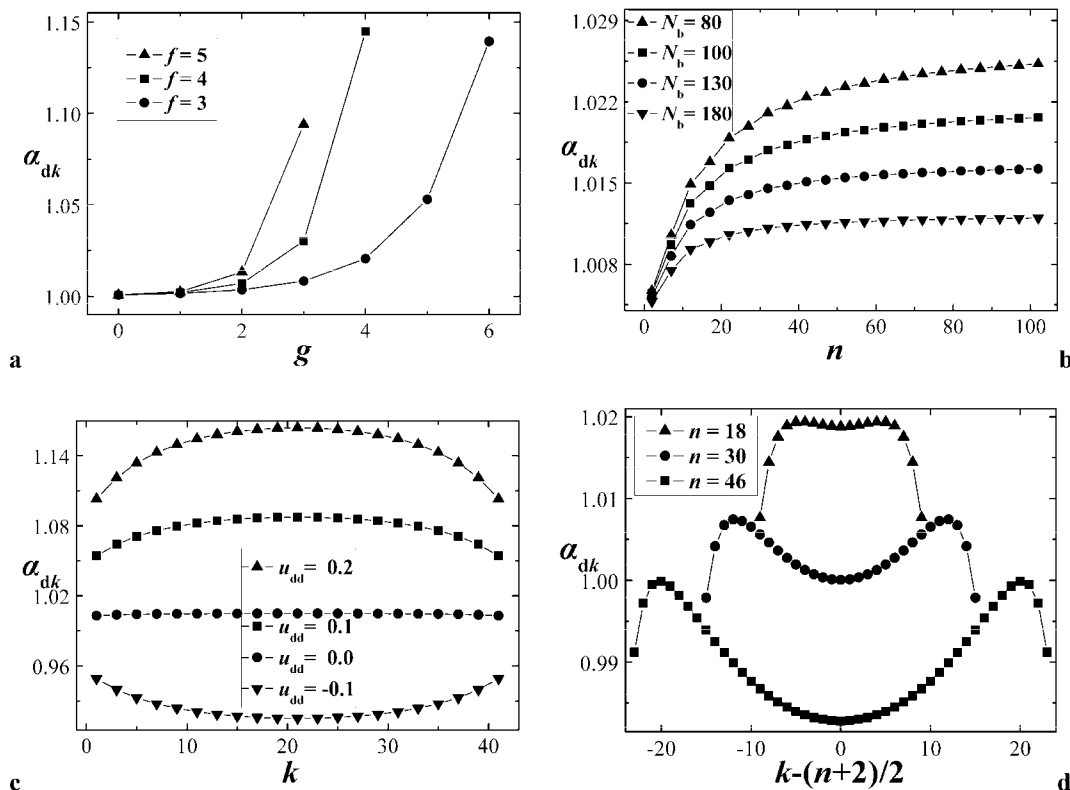 1.15
1.10
1.05
1.00
α_dk
f = 5
f = 4
f = 3
0 2 4 6
g
a
1.029
1.022
1.015
1.008
α_dk
N_b = 80
N_b = 100
N_b = 130
N_b = 180
0 20 40 60 80 100
n
b
1.14
1.08
1.02
0.96
α_dk
u_dd = 0.2
u_dd = 0.1
u_dd = 0.0
u_dd = -0.1
0 10 20 30 40
k
c
1.02
1.01
1.00
0.99
α_dk
n = 18
n = 30
n = 46
-20 -10 0 10 20
k-(n+2)/2
d